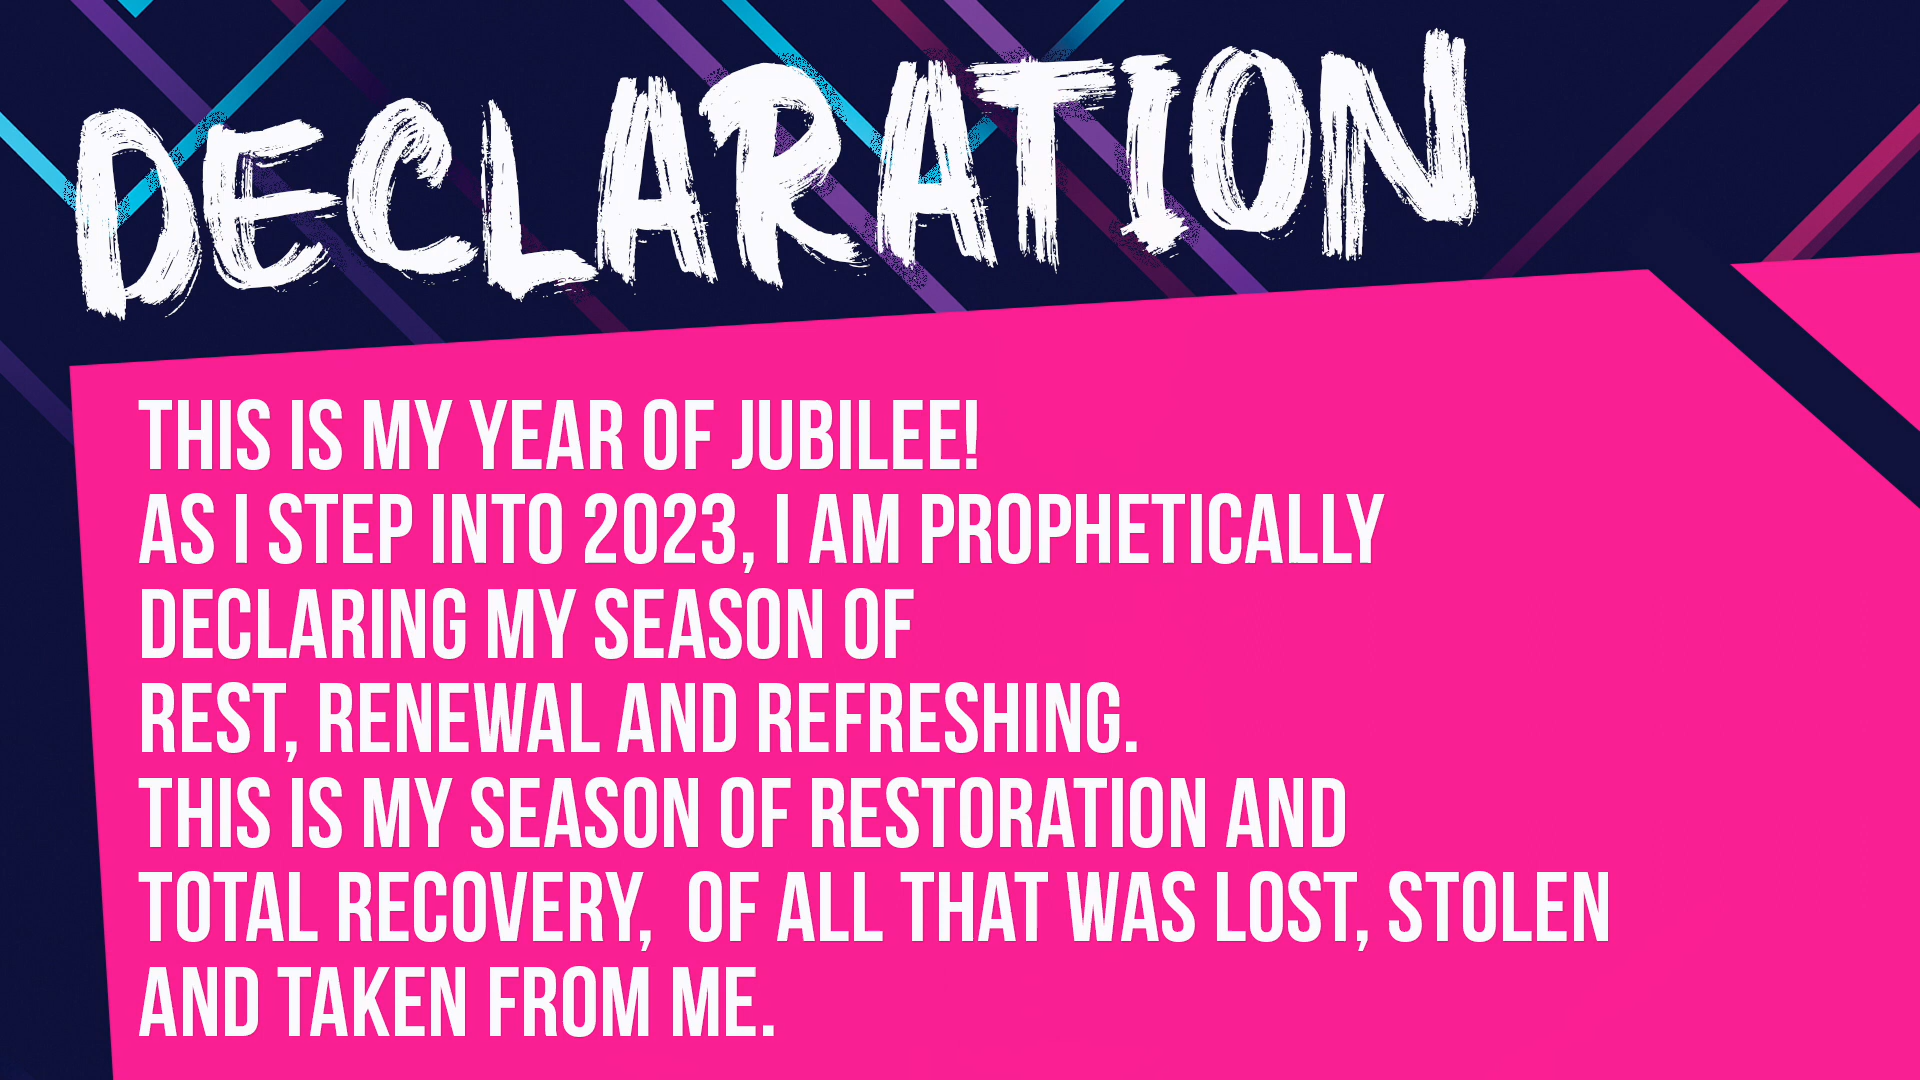 DECLARATION
THIS IS MY YEAR OF JUBILEE!
AS I STEP INTO 2023, I AM PROPHETICALLY
DECLARING MY SEASON OF
REST, RENEWAL AND REFRESHING.
THIS IS MY SEASON OF RESTORATION AND
TOTAL RECOVERY,  OF ALL THAT WAS LOST, STOLEN
AND TAKEN FROM ME.